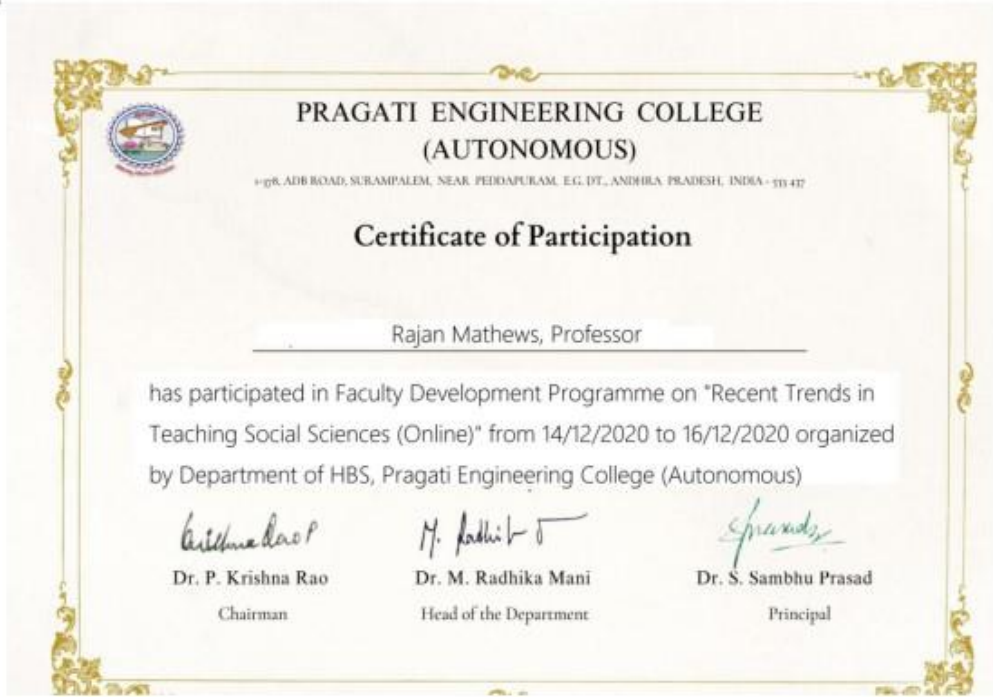 PRAGATI ENGINEERING COLLEGE
(AUTONOMOUS)
1-378, ADB ROAD, SURAMPALEM, NEAR PEDDAPURAM, E.G. DT., ANDHRA PRADESH, INDIA - 533 437
Certificate of Participation
Rajan Mathews, Professor
has participated in Faculty Development Programme on "Recent Trends in
Teaching Social Sciences (Online)" from 14/12/2020 to 16/12/2020 organized
by Department of HBS, Pragati Engineering College (Autonomous)
Krishna Rao P
Dr. P. Krishna Rao
Dr. M. Radhika Mani
Dr. S. Sambhu Prasad
Chairman
Head of the Department
Principal